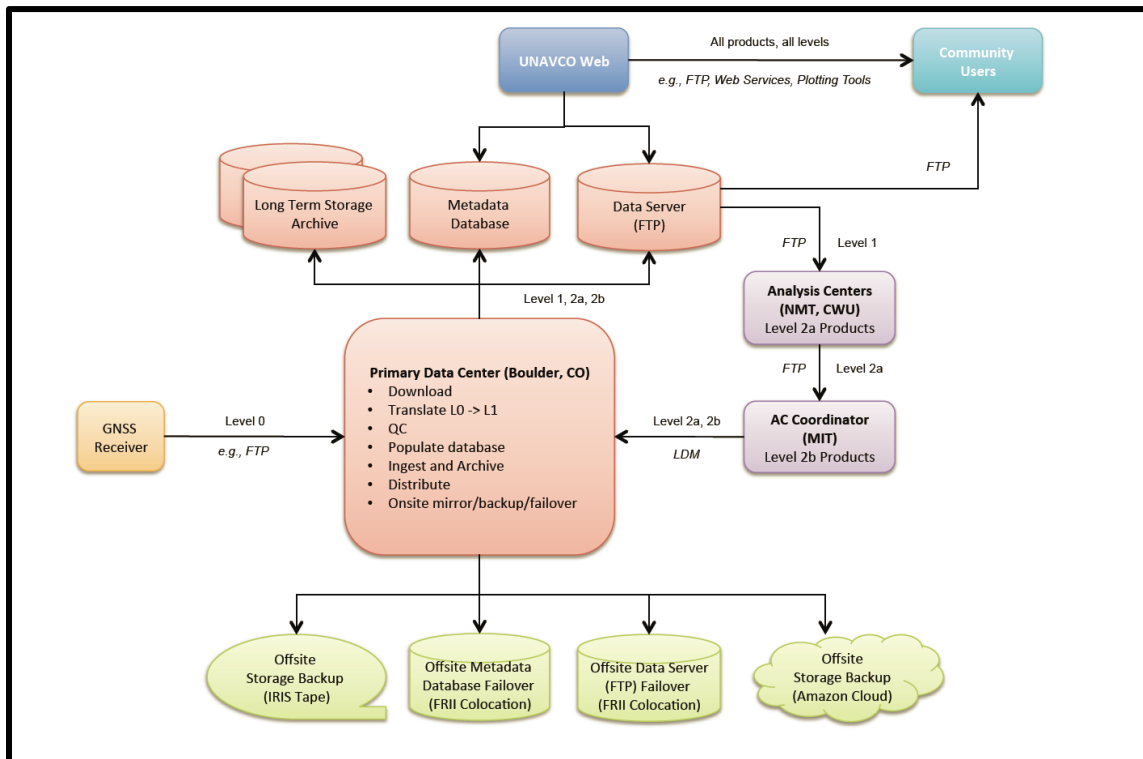 UNAVCO Web
All products, all levels
e.g., FTP, Web Services, Plotting Tools
Community
Users
Long Term Storage
Archive
Metadata
Database
Data Server
(FTP)
FTP
FTP
Level 1
Level 1, 2a, 2b
Analysis Centers
(NMT, CWU)
Level 2a Products
FTP
Level 2a
AC Coordinator
(MIT)
Level 2b Products
Level 2a, 2b
LDM
Primary Data Center (Boulder, CO)
• Download
• Translate L0 -> L1
• QC
• Populate database
• Ingest and Archive
• Distribute
• Onsite mirror/backup/failover
GNSS
Receiver
Level 0
e.g., FTP
Offsite
Storage Backup
(IRIS Tape)
Offsite Metadata
Database Failover
(FRII Colocation)
Offsite Data Server
(FTP) Failover
(FRII Colocation)
Offsite
Storage Backup
(Amazon Cloud)